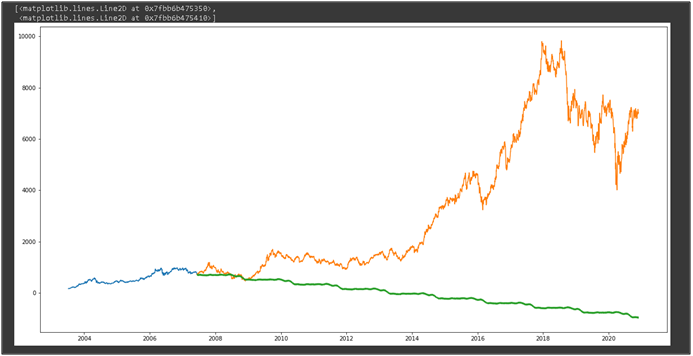 [<matplotlib.lines.Line2D at 0x7fbb6b475350>,
 <matplotlib.lines.Line2D at 0x7fbb6b475410>]
10000
8000
6000
4000
2000
0
2004 2006 2008 2010 2012 2014 2016 2018 2020